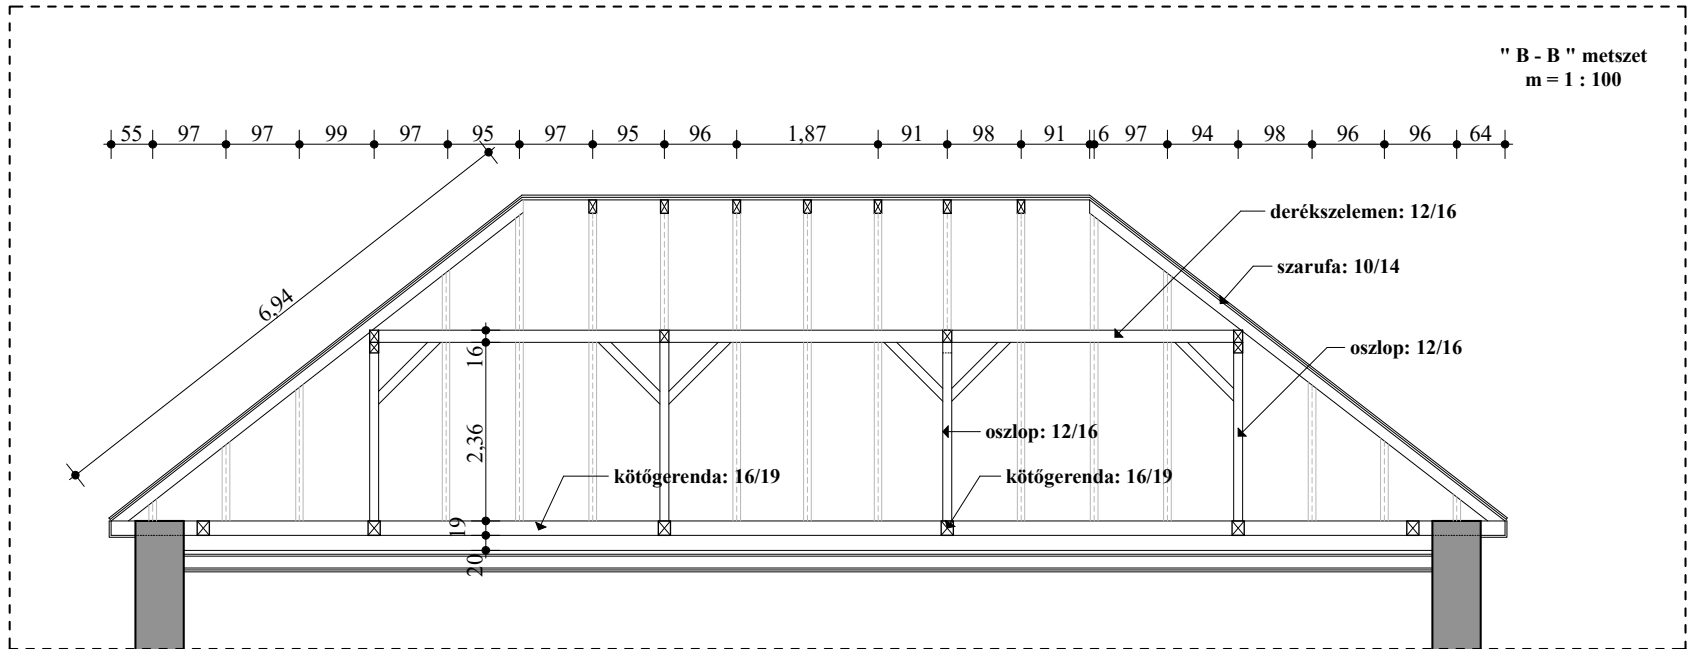 " B - B " metszet
m = 1 : 100
55 97 97 99 97 95 97 95 96 1,87 91 98 91 6 97 94 98 96 96 64
derékszelemen: 12/16
szarufa: 10/14
6,94
16
oszlop: 12/16
2,36
oszlop: 12/16
kötőgerenda: 16/19
kötőgerenda: 16/19
19
20